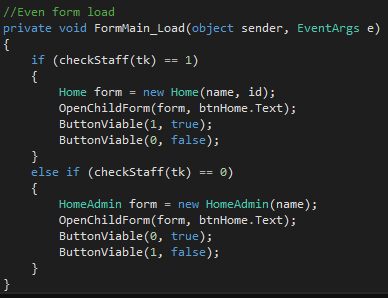 //Even form load
private void FormMain_Load(object sender, EventArgs e)
{
    if (checkStaff(tk) == 1)
    {
        Home form = new Home(name, id);
        OpenChildForm(form, btnHome.Text);
        ButtonViable(1, true);
        ButtonViable(0, false);
    }
    else if (checkStaff(tk) == 0)
    {
        HomeAdmin form = new HomeAdmin(name);
        OpenChildForm(form, btnHome.Text);
        ButtonViable(0, true);
        ButtonViable(1, false);
    }
}